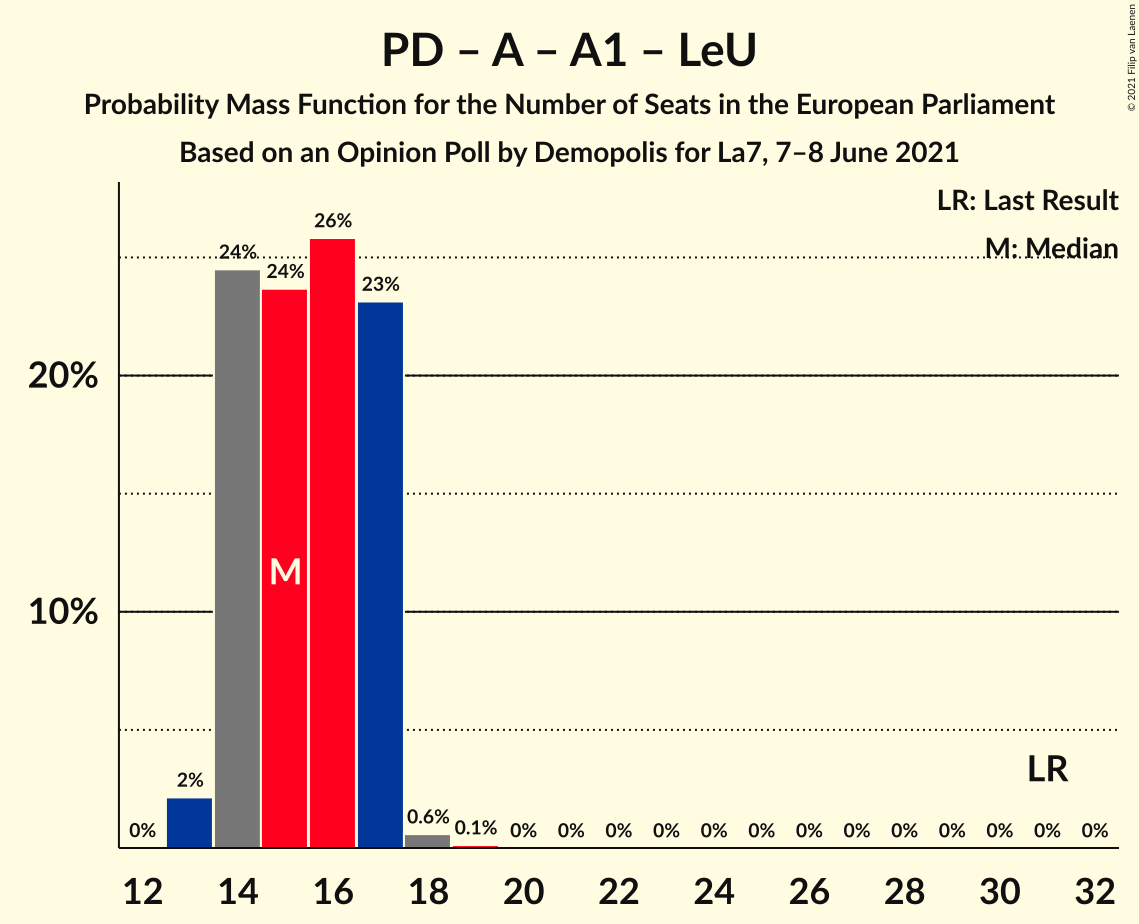 PD – A – A1 – LeU
Probability Mass Function for the Number of Seats in the European Parliament
Based on an Opinion Poll by Demopolis for La7, 7–8 June 2021
© 2021 Filip van Laenen
LR: Last Result
M: Median
26%
24%
24%
23%
20%
M
10%
LR
2%
0.6%
0.1%
0% 0% 0% 0% 0% 0% 0% 0% 0% 0% 0% 0% 0% 0%
12 14 16 18 20 22 24 26 28 30 32